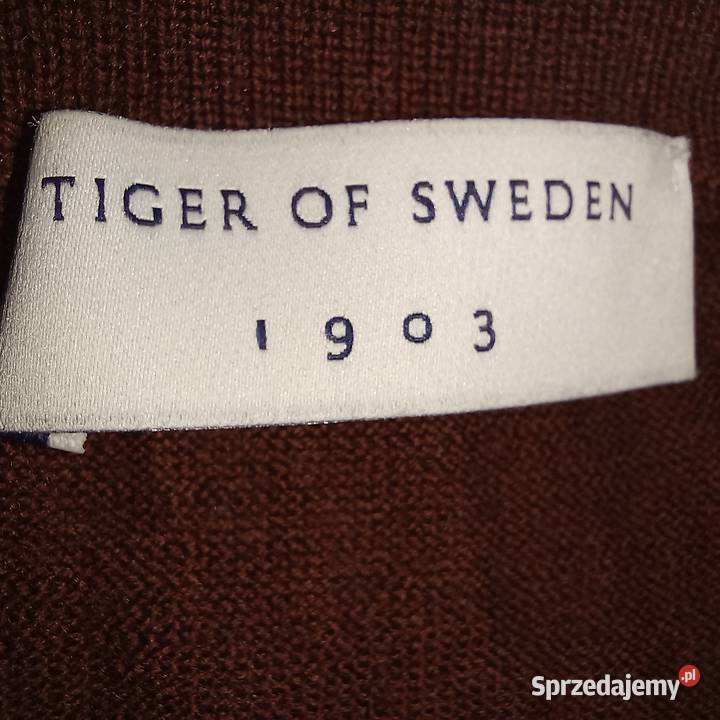 TIGER OF SWEDEN
1903
Sprzedajemy.pl